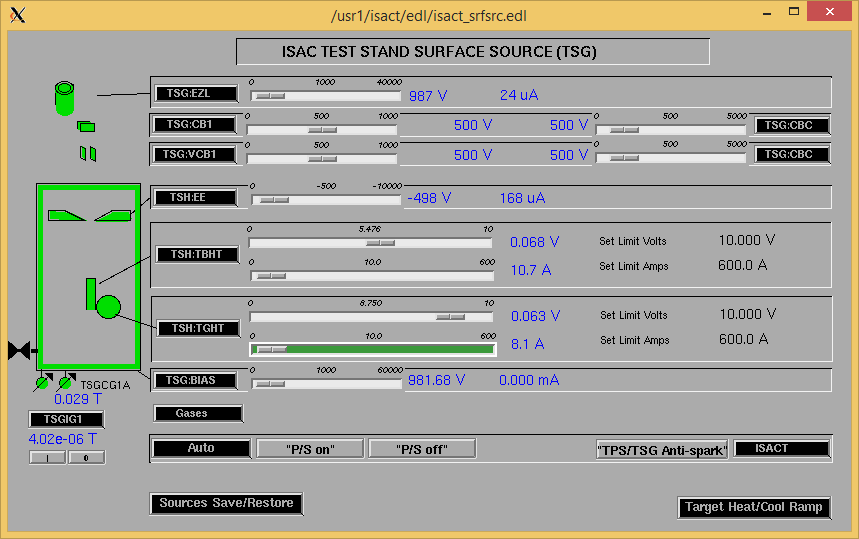 /usr1/isact/edl/isact_srfsrc.edl
ISAC TEST STAND SURFACE SOURCE (TSG)
0 1000 40000
TSG:EZL 987 V 24 uA
0 500 1000 0 500 5000
TSG:CB1 500 V 500 V TSG:CBC
0 500 1000 0 500 5000
TSG:VCB1 500 V 500 V TSG:CBC
0 -500 -10000
TSH:EE -498 V 168 uA
0 5.476 10
0.068 V Set Limit Volts 10.000 V
TSH:TBHT
0 10.0 600
10.7 A Set Limit Amps 600.0 A
0 8.750 10
0.063 V Set Limit Volts 10.000 V
TSH:TGHT
0 10.0 600
8.1 A Set Limit Amps 600.0 A
0 1000 60000
TSG:BIAS 981.68 V 0.000 mA
TSGCG1A
0.029 T
TSGIG1
4.02e-06 T
I 0
Gases
Auto "P/S on" "P/S off" "TPS/TSG Anti-spark" ISACT
Sources Save/Restore
Target Heat/Cool Ramp